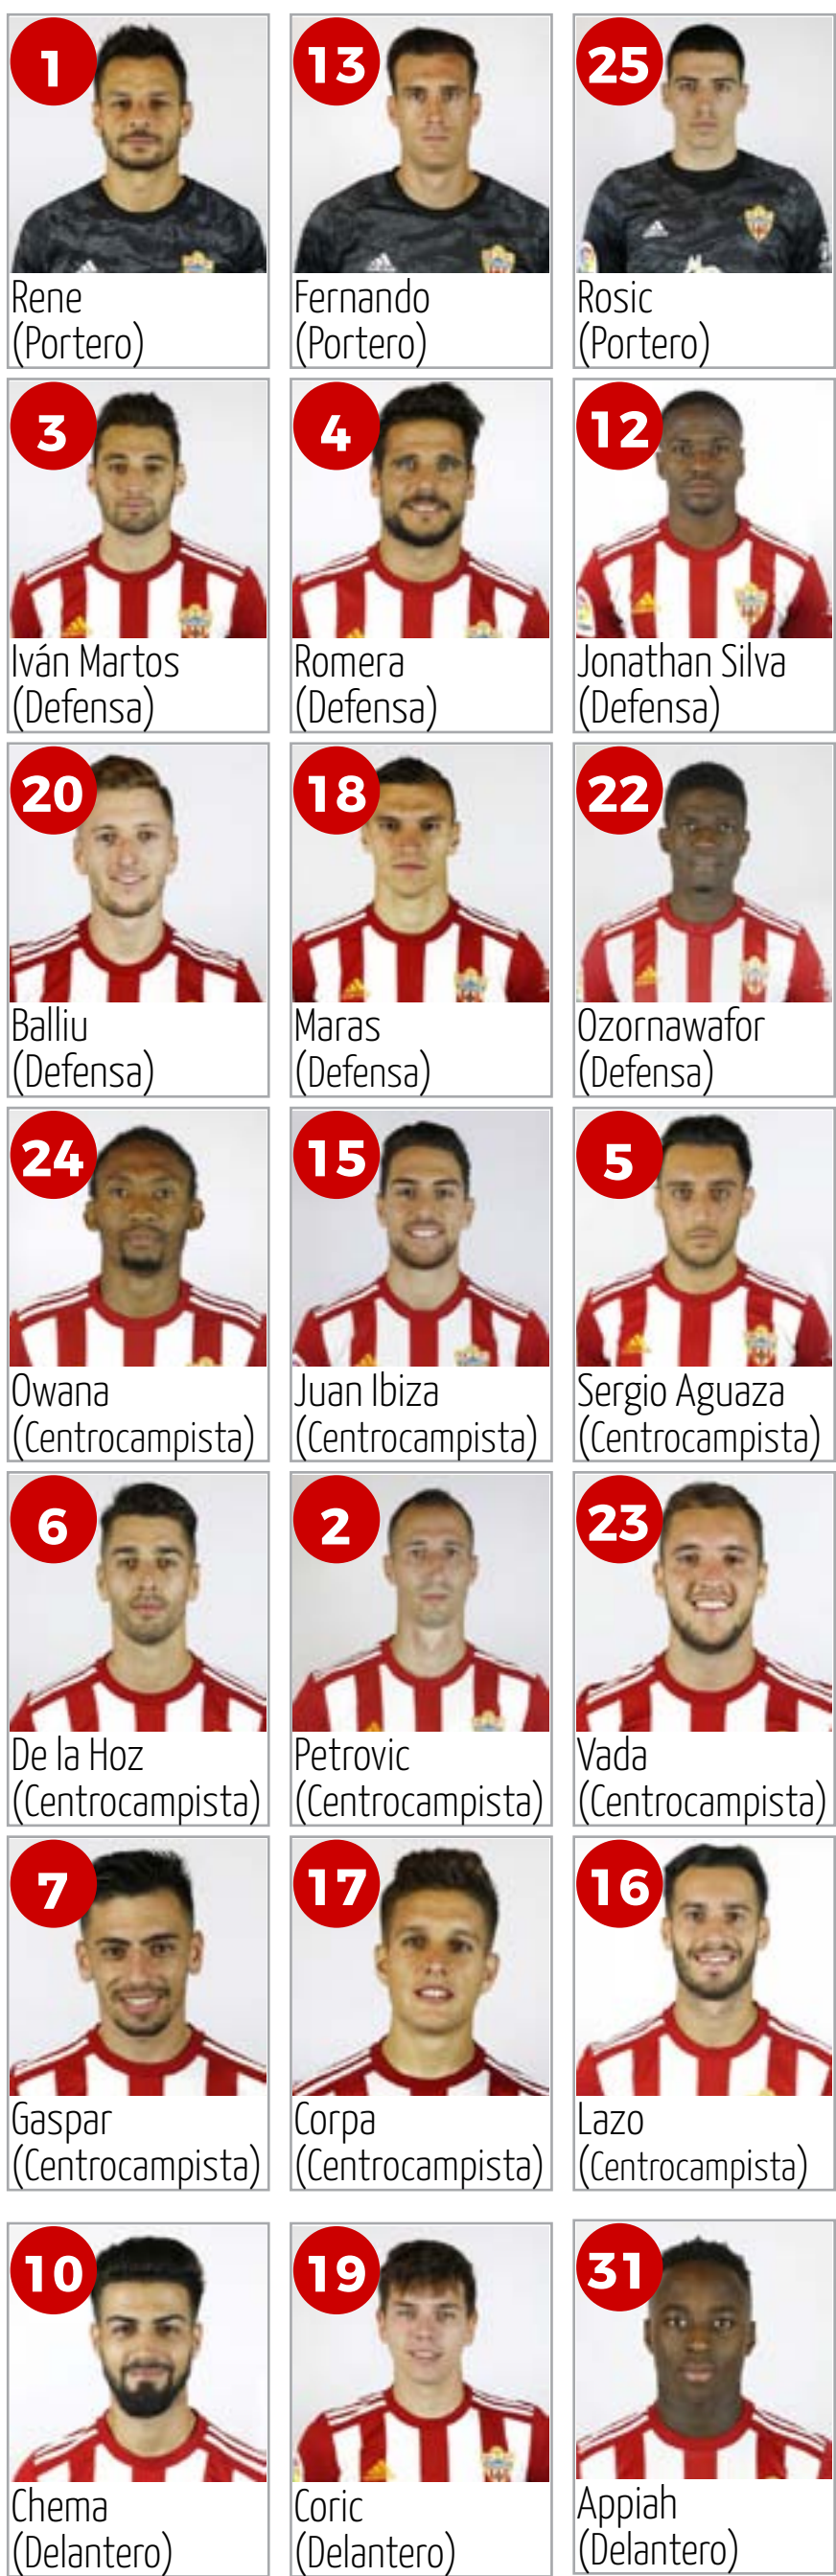 1
Rene
(Portero)
13
Fernando
(Portero)
25
Rosic
(Portero)
3
Iván Martos
(Defensa)
4
Romera
(Defensa)
12
Jonathan Silva
(Defensa)
20
Balliu
(Defensa)
18
Maras
(Defensa)
22
Ozornawafor
(Defensa)
24
Owana
(Centrocampista)
15
Juan Ibiza
(Centrocampista)
5
Sergio Aguaza
(Centrocampista)
6
De la Hoz
(Centrocampista)
2
Petrovic
(Centrocampista)
23
Vada
(Centrocampista)
7
Gaspar
(Centrocampista)
17
Corpa
(Centrocampista)
16
Lazo
(Centrocampista)
10
Chema
(Delantero)
19
Coric
(Delantero)
31
Appiah
(Delantero)